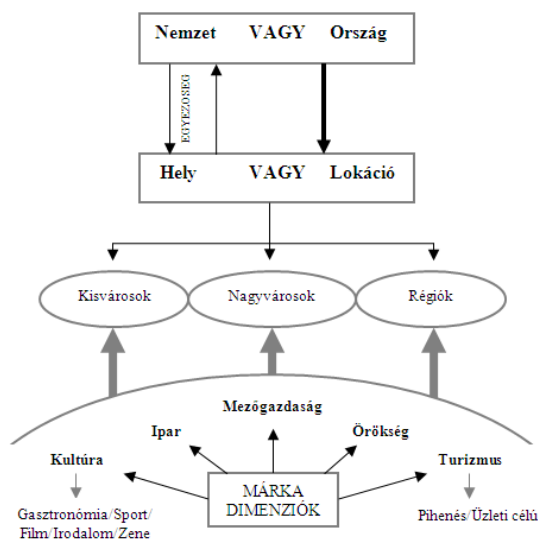 Nemzet VAGY Ország
EGYEZŐSÉG
Hely VAGY Lokáció
Kisvárosok Nagyvárosok Régiók
Mezőgazdaság
Ipar Örökség
Kultúra Turizmus
MÁRKA
DIMENZIÓK
Gasztronómia/Sport/
Film/Irodalom/Zene
Pihenés/Üzleti célú